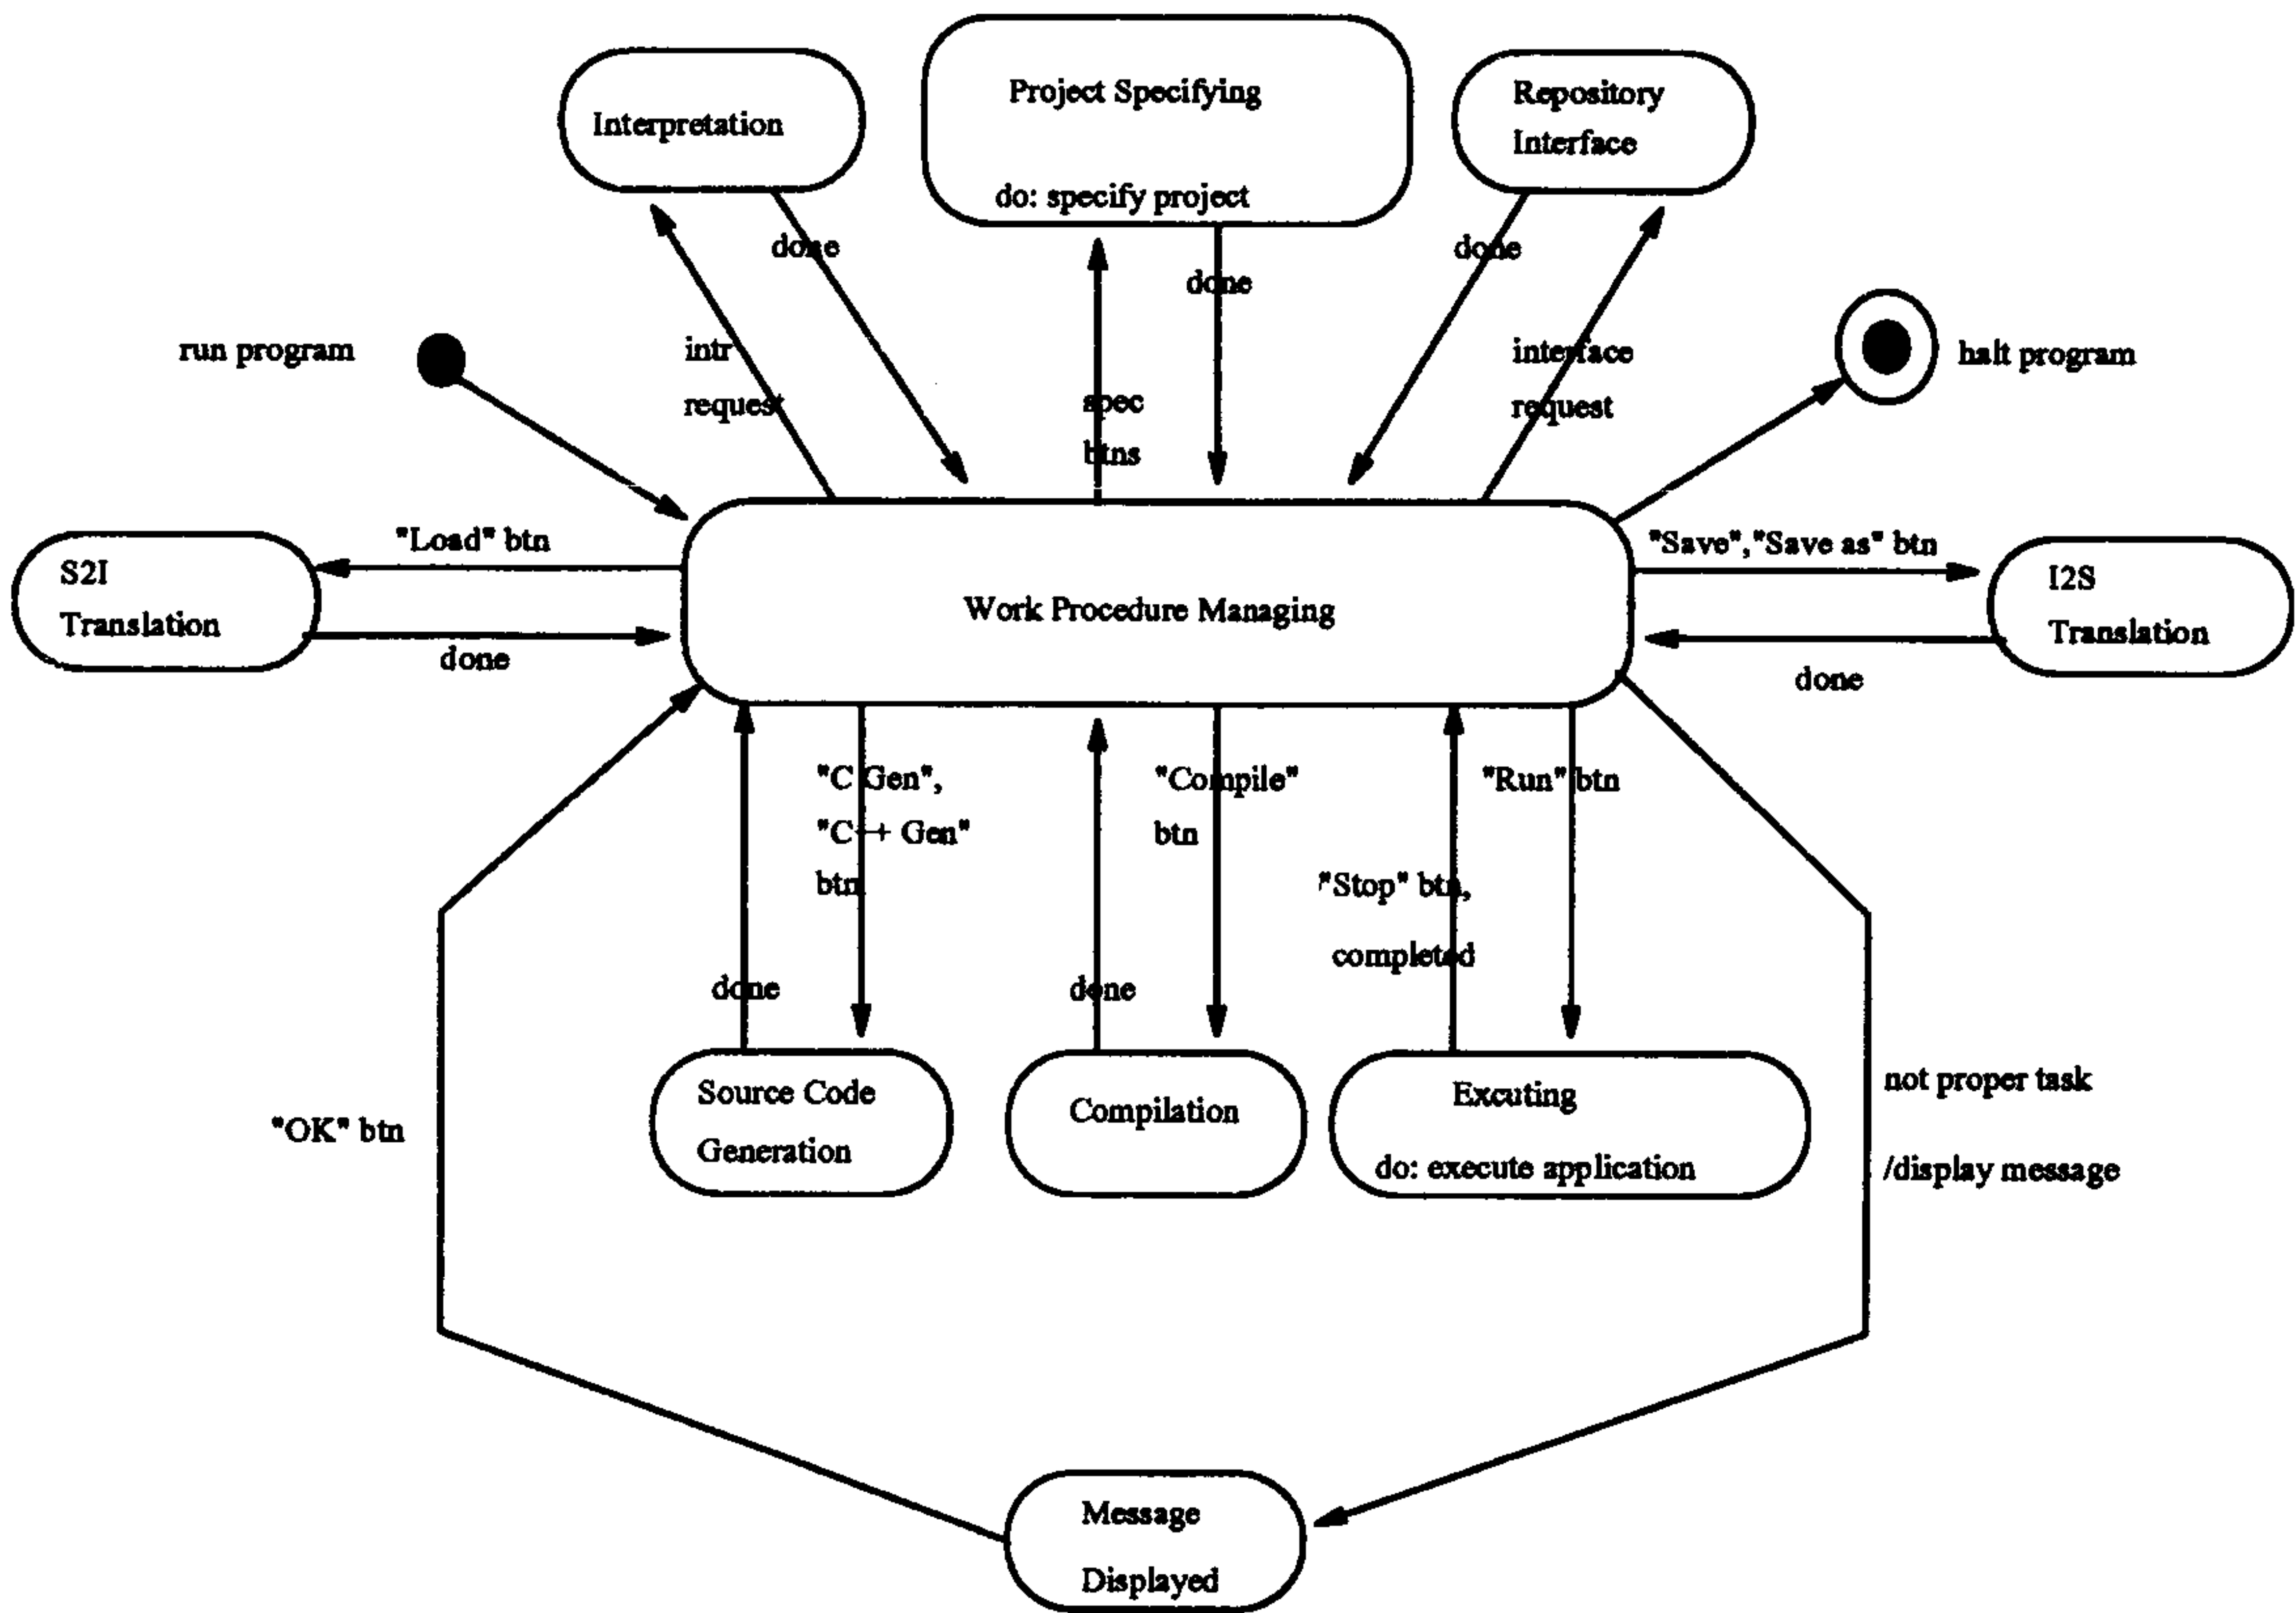 Interpretation
Project Specifying
do: specify project
Repository
Interface
done
done
done
run program
intr
request
spec
btns
interface
request
halt program
"Load" btn
"Save","Save as" btn
S2I
Translation
Work Procedure Managing
I2S
Translation
done
done
"C Gen",
"C++ Gen"
btn
"Compile"
btn
"Run" btn
"Stop" btn,
completed
done
done
"OK" btn
Source Code
Generation
Compilation
Excuting
do: execute application
not proper task
/display message
Message
Displayed